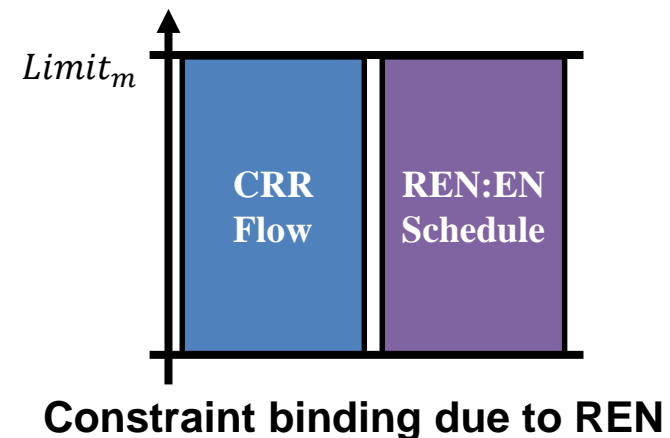 Limitₘ
CRR
Flow
REN:EN
Schedule
Constraint binding due to REN